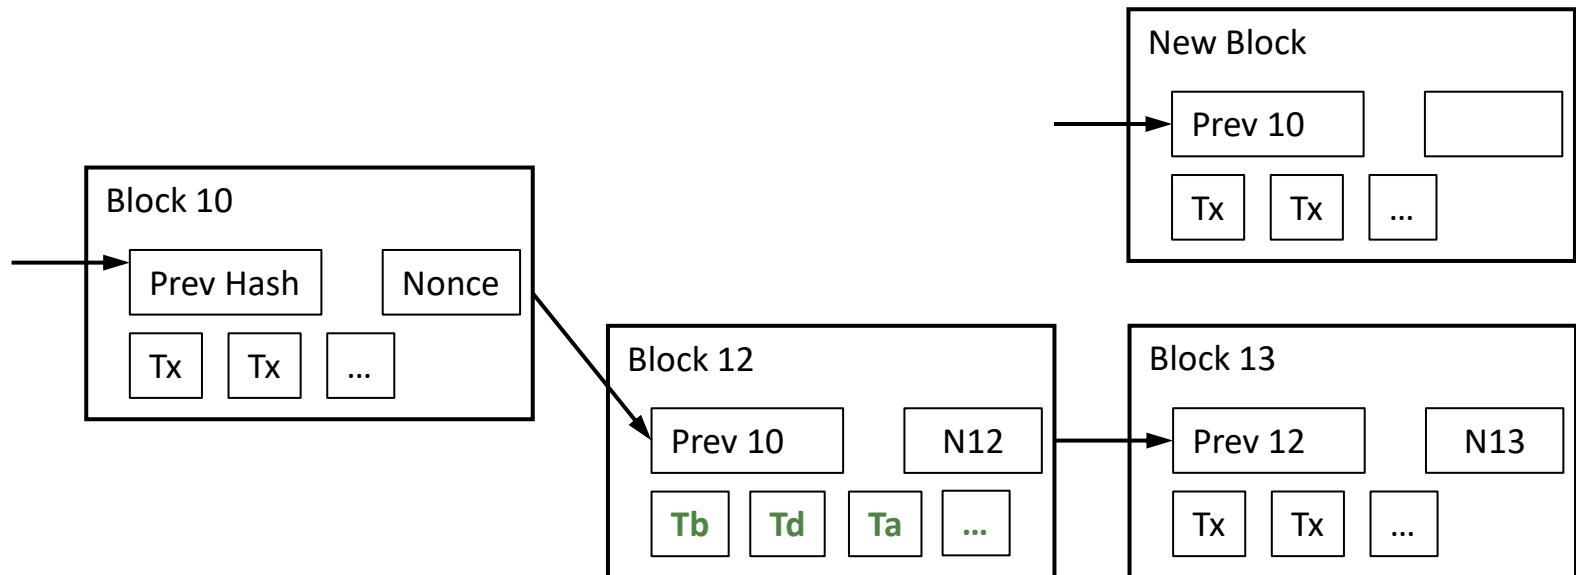 New Block
Prev 10
Tx Tx ...
Block 10
Prev Hash Nonce
Tx Tx ...
Block 12
Prev 10 N12
Tb Td Ta ...
Block 13
Prev 12 N13
Tx Tx ...